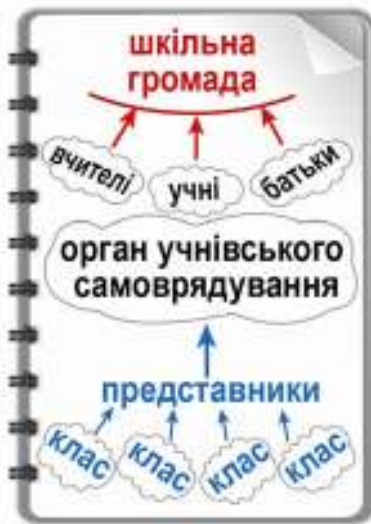 шкільна
громада
вчителі
учні
батьки
орган учнівського
самоврядування
представники
клас
клас
клас
клас